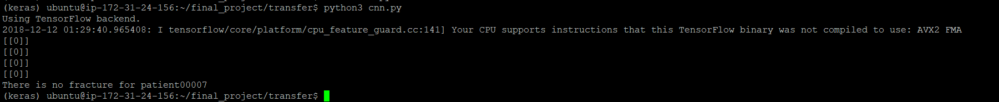 (keras) ubuntu@ip-172-31-24-156:~/final_project/transfer$ python3 cnn.py
Using TensorFlow backend.
2018-12-12 01:29:40.965408: I tensorflow/core/platform/cpu_feature_guard.cc:141] Your CPU supports instructions that this TensorFlow binary was not compiled to use: AVX2 FMA
[[0]]
[[0]]
[[0]]
[[0]]
There is no fracture for patient00007
(keras) ubuntu@ip-172-31-24-156:~/final_project/transfer$